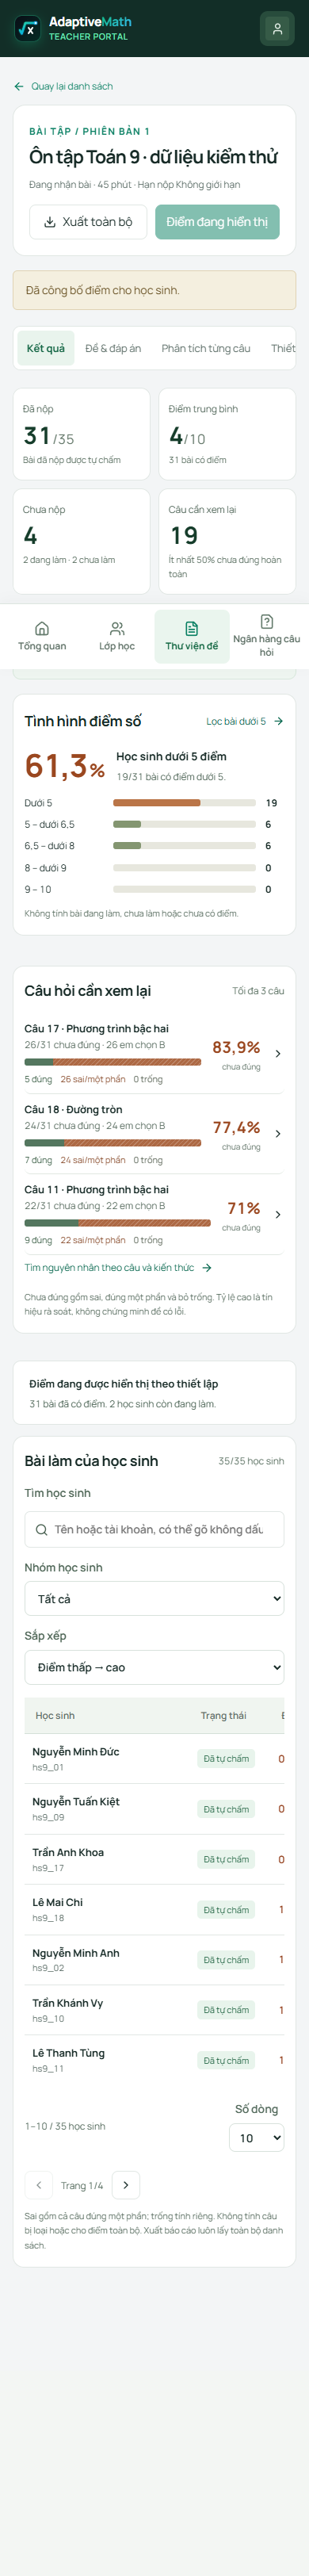 AdaptiveMath
TEACHER PORTAL
Quay lại danh sách
BÀI TẬP / PHIÊN BẢN 1
Ôn tập Toán 9 · dữ liệu kiểm thử
Đang nhận bài · 45 phút · Hạn nộp Không giới hạn
Xuất toàn bộ
Điểm đang hiển thị
Đã công bố điểm cho học sinh.
Kết quả
Đề & đáp án
Phân tích từng câu
Thiết
Đã nộp
31/35
Bài đã nộp được tự chấm
Điểm trung bình
4/10
31 bài có điểm
Chưa nộp
4
2 đang làm · 2 chưa làm
Câu cần xem lại
19
Ít nhất 50% chưa đúng hoàn
toàn
Tổng quan
Lớp học
Thư viện đề
Ngân hàng câu
hỏi
Tình hình điểm số
Lọc bài dưới 5
61,3%
Học sinh dưới 5 điểm
19/31 bài có điểm dưới 5.
Dưới 5
19
5 – dưới 6,5
6
6,5 – dưới 8
6
8 – dưới 9
0
9 – 10
0
Không tính bài đang làm, chưa làm hoặc chưa có điểm.
Câu hỏi cần xem lại
Tối đa 3 câu
Câu 17 · Phương trình bậc hai
26/31 chưa đúng · 26 em chọn B
83,9%
chưa đúng
5 đúng
26 sai/một phần
0 trống
Câu 18 · Đường tròn
24/31 chưa đúng · 24 em chọn B
77,4%
chưa đúng
7 đúng
24 sai/một phần
0 trống
Câu 11 · Phương trình bậc hai
22/31 chưa đúng · 22 em chọn B
71%
chưa đúng
9 đúng
22 sai/một phần
0 trống
Tìm nguyên nhân theo câu và kiến thức
Chưa đúng gồm sai, đúng một phần và bỏ trống. Tỷ lệ cao là tín
hiệu rà soát, không chứng minh đề có lỗi.
Điểm đang được hiển thị theo thiết lập
31 bài đã có điểm. 2 học sinh còn đang làm.
Bài làm của học sinh
35/35 học sinh
Tìm học sinh
Tên hoặc tài khoản, có thể gõ không dấu
Nhóm học sinh
Tất cả
Sắp xếp
Điểm thấp → cao
Học sinh
Trạng thái
Nguyễn Minh Đức
hs9_01
Đã tự chấm
0
Nguyễn Tuấn Kiệt
hs9_09
Đã tự chấm
0
Trần Anh Khoa
hs9_17
Đã tự chấm
0
Lê Mai Chi
hs9_18
Đã tự chấm
1
Nguyễn Minh Anh
hs9_02
Đã tự chấm
1
Trần Khánh Vy
hs9_10
Đã tự chấm
1
Lê Thanh Tùng
hs9_11
Đã tự chấm
1
1–10 / 35 học sinh
Số dòng
10
Trang 1/4
Sai gồm cả câu đúng một phần; trống tính riêng. Không tính câu
bị loại hoặc cho điểm toàn bộ. Xuất báo cáo luôn lấy toàn bộ danh
sách.